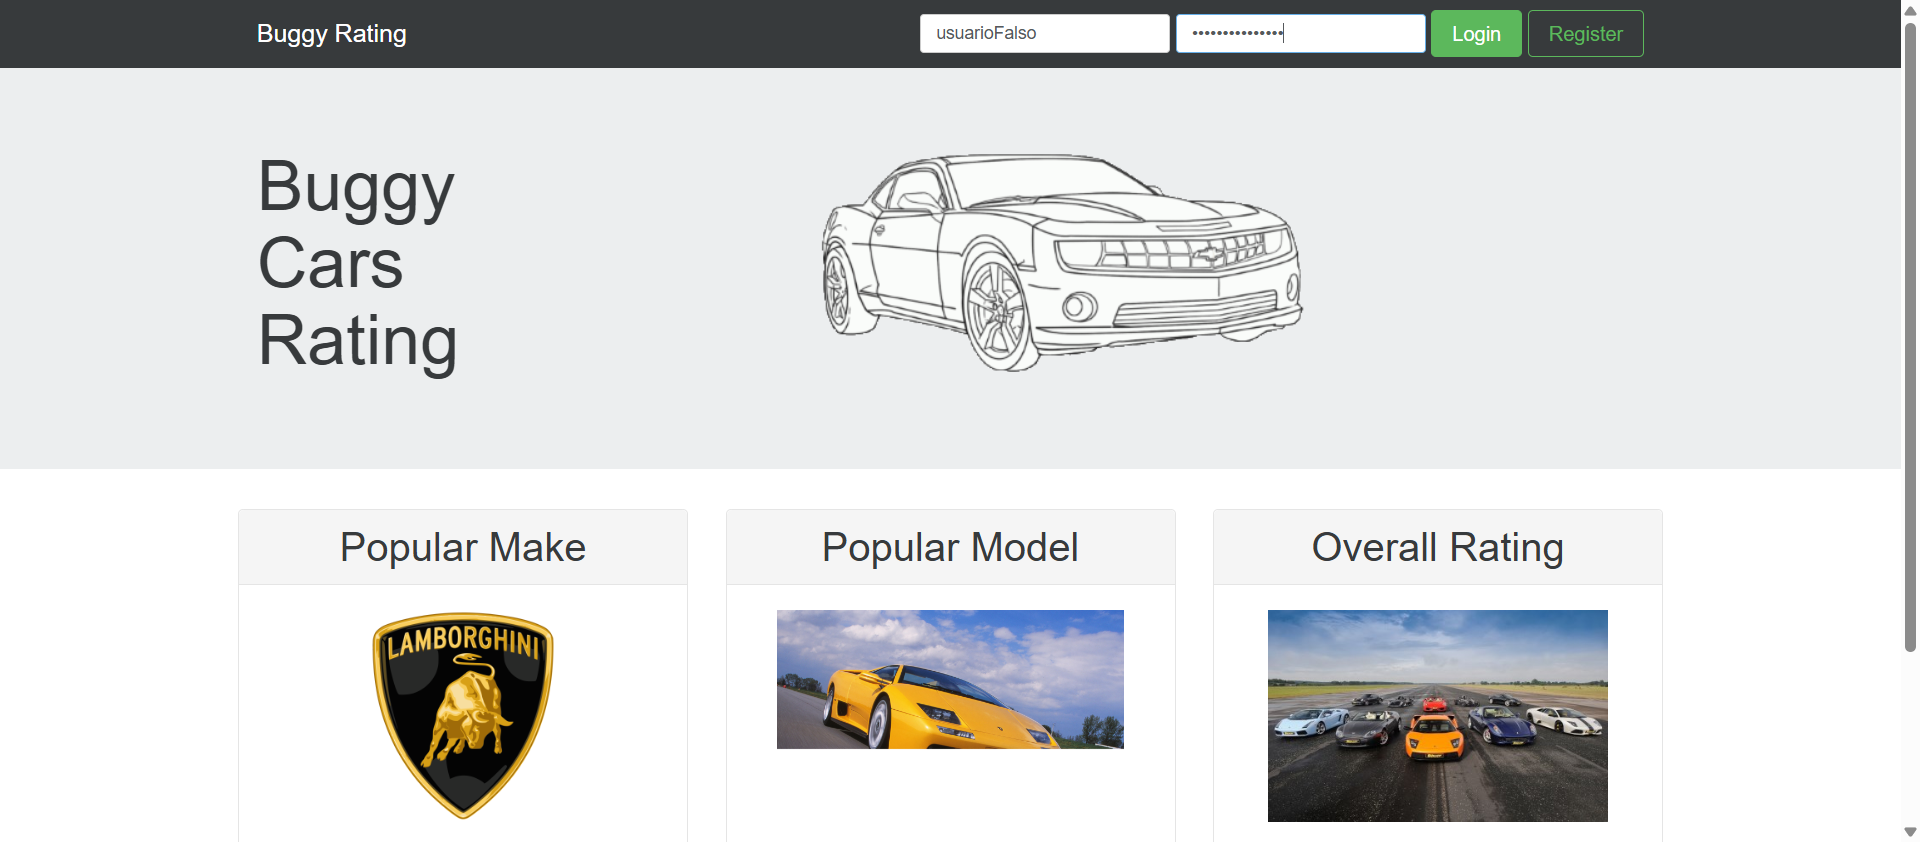 Buggy Rating
usuarioFalso
•••••••••••••••
Login
Register
Buggy
Cars
Rating
Popular Make
Popular Model
Overall Rating
LAMBORGHINI